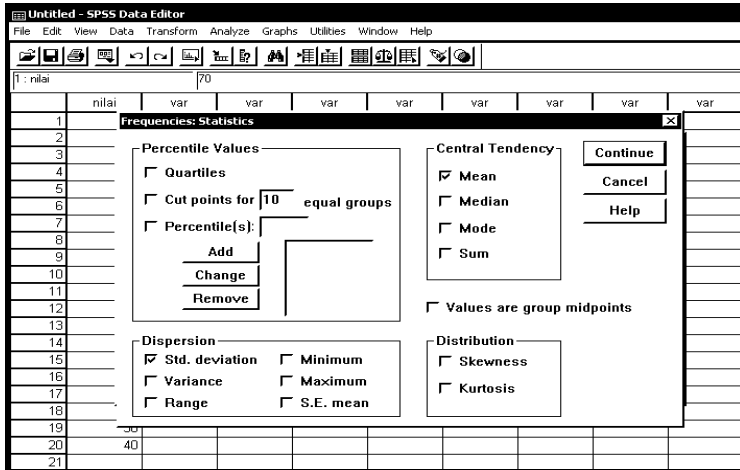 Untitled - SPSS Data Editor
File Edit View Data Transform Analyze Graphs Utilities Window Help
1 : nilai 70
nilai var var var var var var var var
Frequencies: Statistics
Percentile Values
Quartiles
Cut points for 10 equal groups
Percentile(s):
Add
Change
Remove
Central Tendency
Mean
Median
Mode
Sum
Continue
Cancel
Help
Values are group midpoints
Dispersion
Std. deviation Minimum
Variance Maximum
Range S.E. mean
Distribution
Skewness
Kurtosis
1
2
3
4
5
6
7
8
9
10
11
12
13
14
15
16
17
18
19
20 40
21